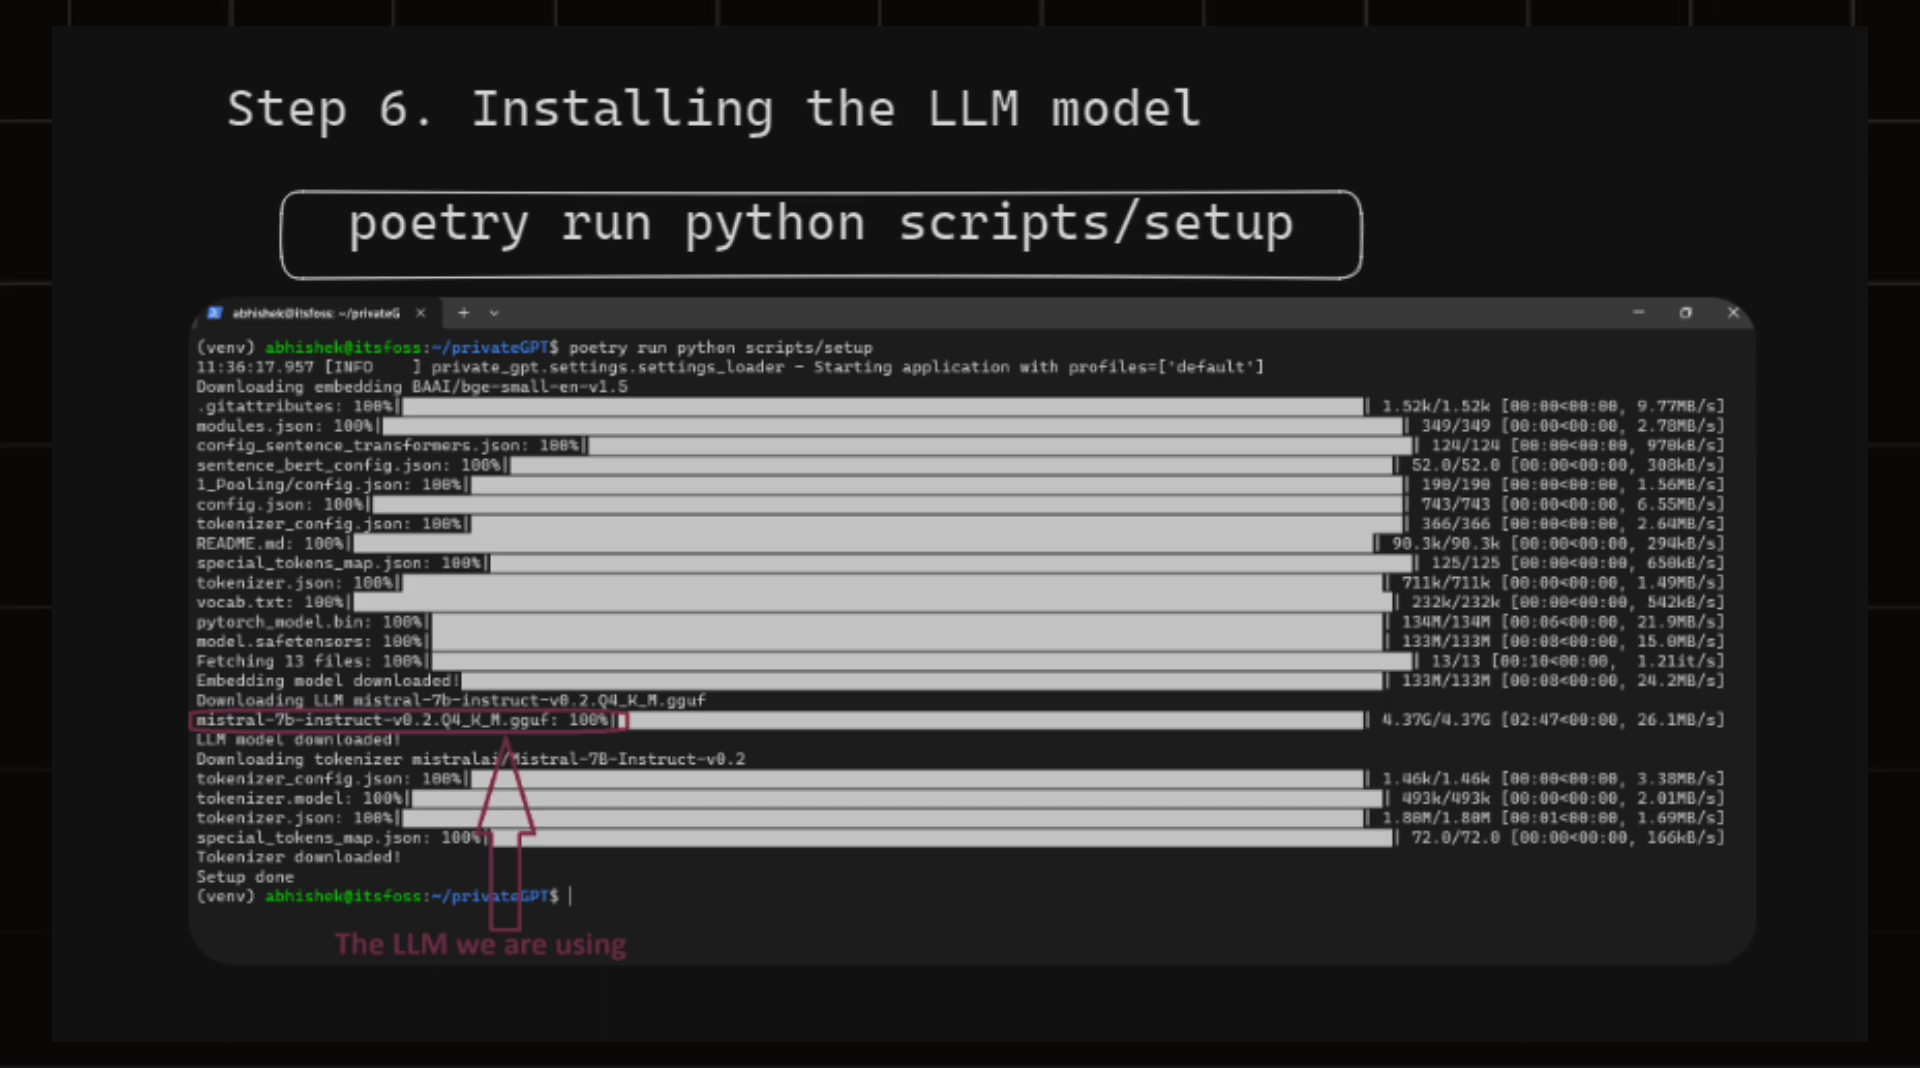 Step 6. Installing the LLM model
poetry run python scripts/setup
abhishek@itsfoss: ~/privateG
(venv) abhishek@itsfoss:~/privateGPT$ poetry run python scripts/setup
11:36:17.957 [INFO    ] private_gpt.settings.settings_loader - Starting application with profiles=['default']
Downloading embedding BAAI/bge-small-en-v1.5
.gitattributes: 100%| | 1.52k/1.52k [00:00<00:00, 9.77MB/s]
modules.json: 100%| | 349/349 [00:00<00:00, 2.78MB/s]
config_sentence_transformers.json: 100%| | 124/124 [00:00<00:00, 970kB/s]
sentence_bert_config.json: 100%| | 52.0/52.0 [00:00<00:00, 308kB/s]
1_Pooling/config.json: 100%| | 190/190 [00:00<00:00, 1.56MB/s]
config.json: 100%| | 743/743 [00:00<00:00, 6.55MB/s]
tokenizer_config.json: 100%| | 366/366 [00:00<00:00, 2.64MB/s]
README.md: 100%| | 90.3k/90.3k [00:00<00:00, 294kB/s]
special_tokens_map.json: 100%| | 125/125 [00:00<00:00, 650kB/s]
tokenizer.json: 100%| | 711k/711k [00:00<00:00, 1.49MB/s]
vocab.txt: 100%| | 232k/232k [00:00<00:00, 542kB/s]
pytorch_model.bin: 100%| | 134M/134M [00:06<00:00, 21.9MB/s]
model.safetensors: 100%| | 133M/133M [00:08<00:00, 15.0MB/s]
Fetching 13 files: 100%| | 13/13 [00:10<00:00,  1.21it/s]
Embedding model downloaded! | 133M/133M [00:08<00:00, 24.2MB/s]
Downloading LLM mistral-7b-instruct-v0.2.Q4_K_M.gguf
mistral-7b-instruct-v0.2.Q4_K_M.gguf: 100%| | 4.37G/4.37G [02:47<00:00, 26.1MB/s]
LLM model downloaded!
Downloading tokenizer mistralai/Mistral-7B-Instruct-v0.2
tokenizer_config.json: 100%| | 1.46k/1.46k [00:00<00:00, 3.38MB/s]
tokenizer.model: 100%| | 493k/493k [00:00<00:00, 2.01MB/s]
tokenizer.json: 100%| | 1.80M/1.80M [00:01<00:00, 1.69MB/s]
special_tokens_map.json: 100%| | 72.0/72.0 [00:00<00:00, 166kB/s]
Tokenizer downloaded!
Setup done
(venv) abhishek@itsfoss:~/privateGPT$
The LLM we are using